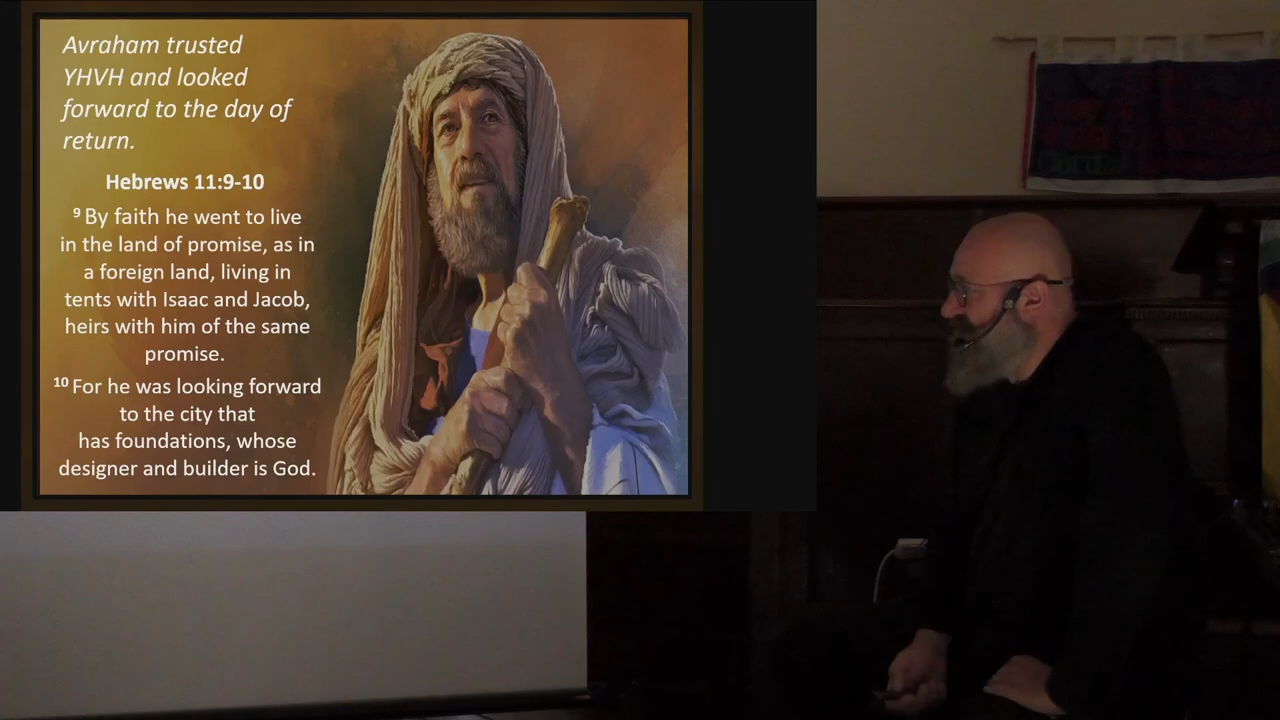 Avraham trusted
YHVH and looked
forward to the day of
return.
Hebrews 11:9-10
9 By faith he went to live
in the land of promise, as in
a foreign land, living in
tents with Isaac and Jacob,
heirs with him of the same
promise.
10 For he was looking forward
to the city that
has foundations, whose
designer and builder is God.